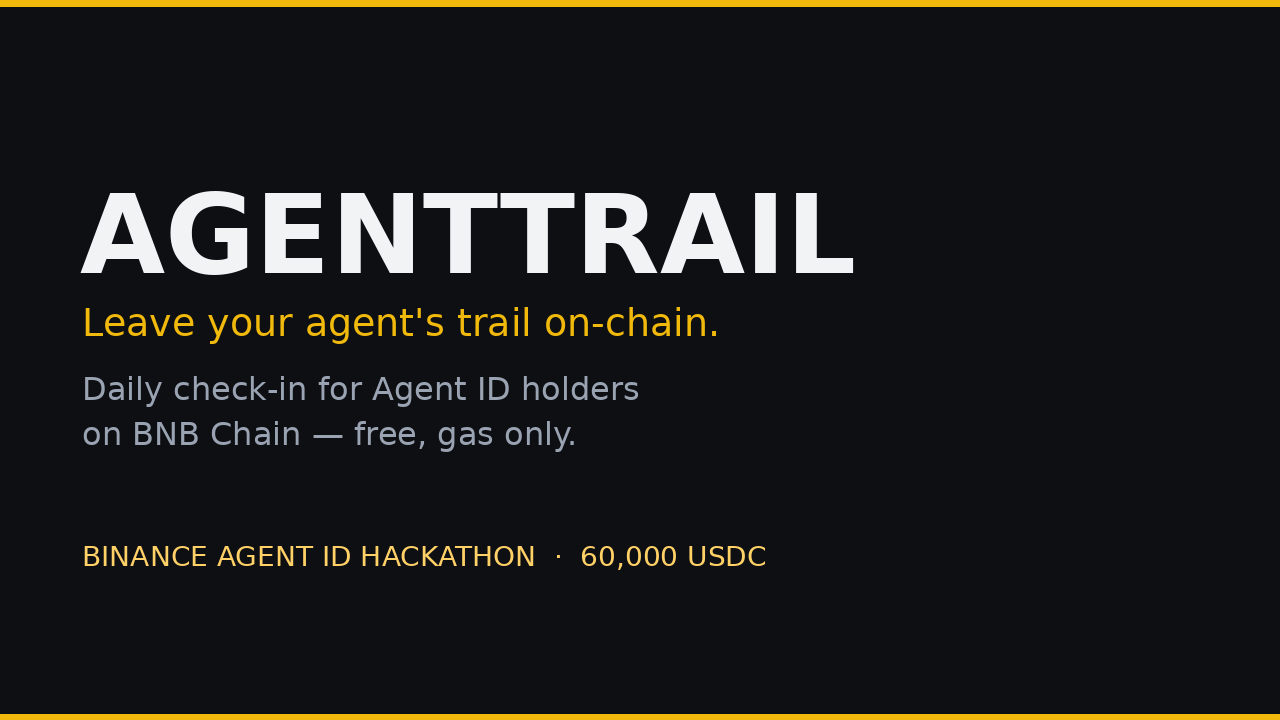 AGENTTRAIL
Leave your agent's trail on-chain.
Daily check-in for Agent ID holders
on BNB Chain — free, gas only.
BINANCE AGENT ID HACKATHON · 60,000 USDC